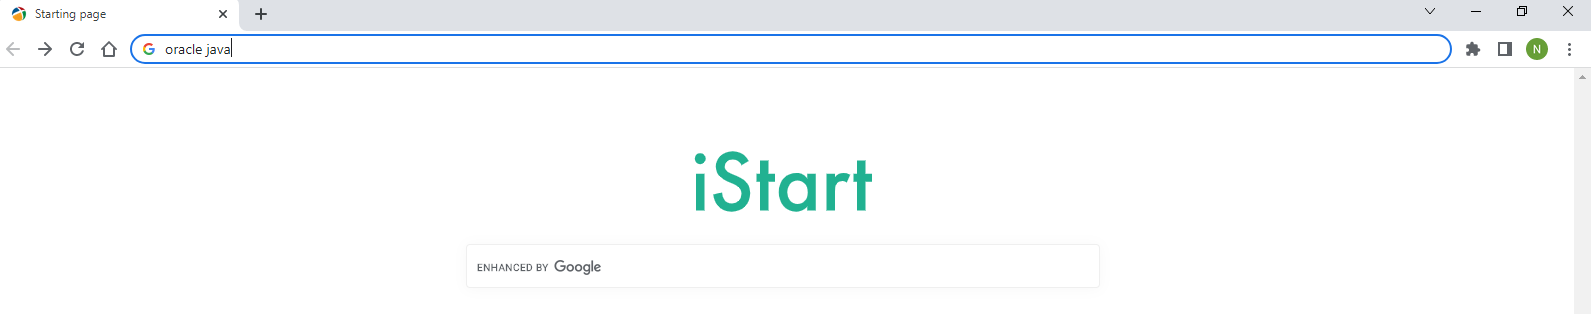 Starting page
oracle java
N
iStart
ENHANCED BY Google